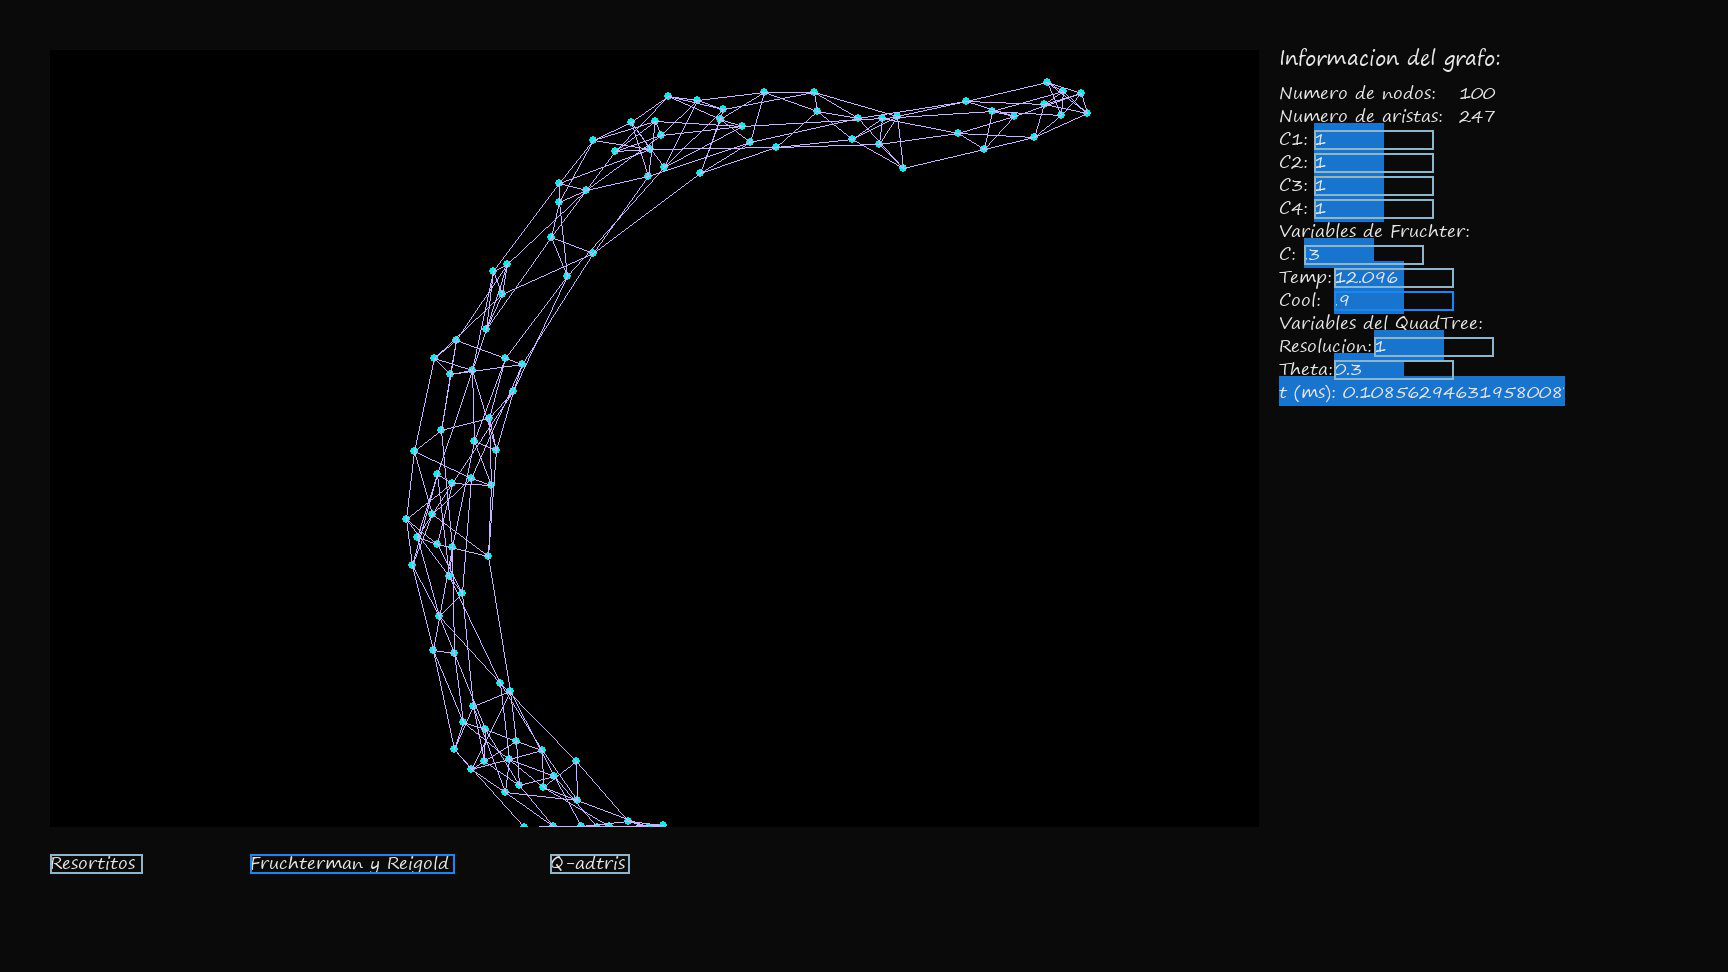 Informacion del grafo:
Numero de nodos: 100
Numero de aristas: 247
C1: 1
C2: 1
C3: 1
C4: 1
Variables de Fruchter:
C: .3
Temp: 12.096
Cool: .9
Variables del QuadTree:
Resolucion: 1
Theta: 0.3
t (ms): 0.10856294631958008
Resortitos
Fruchterman y Reigold
Q-adtris